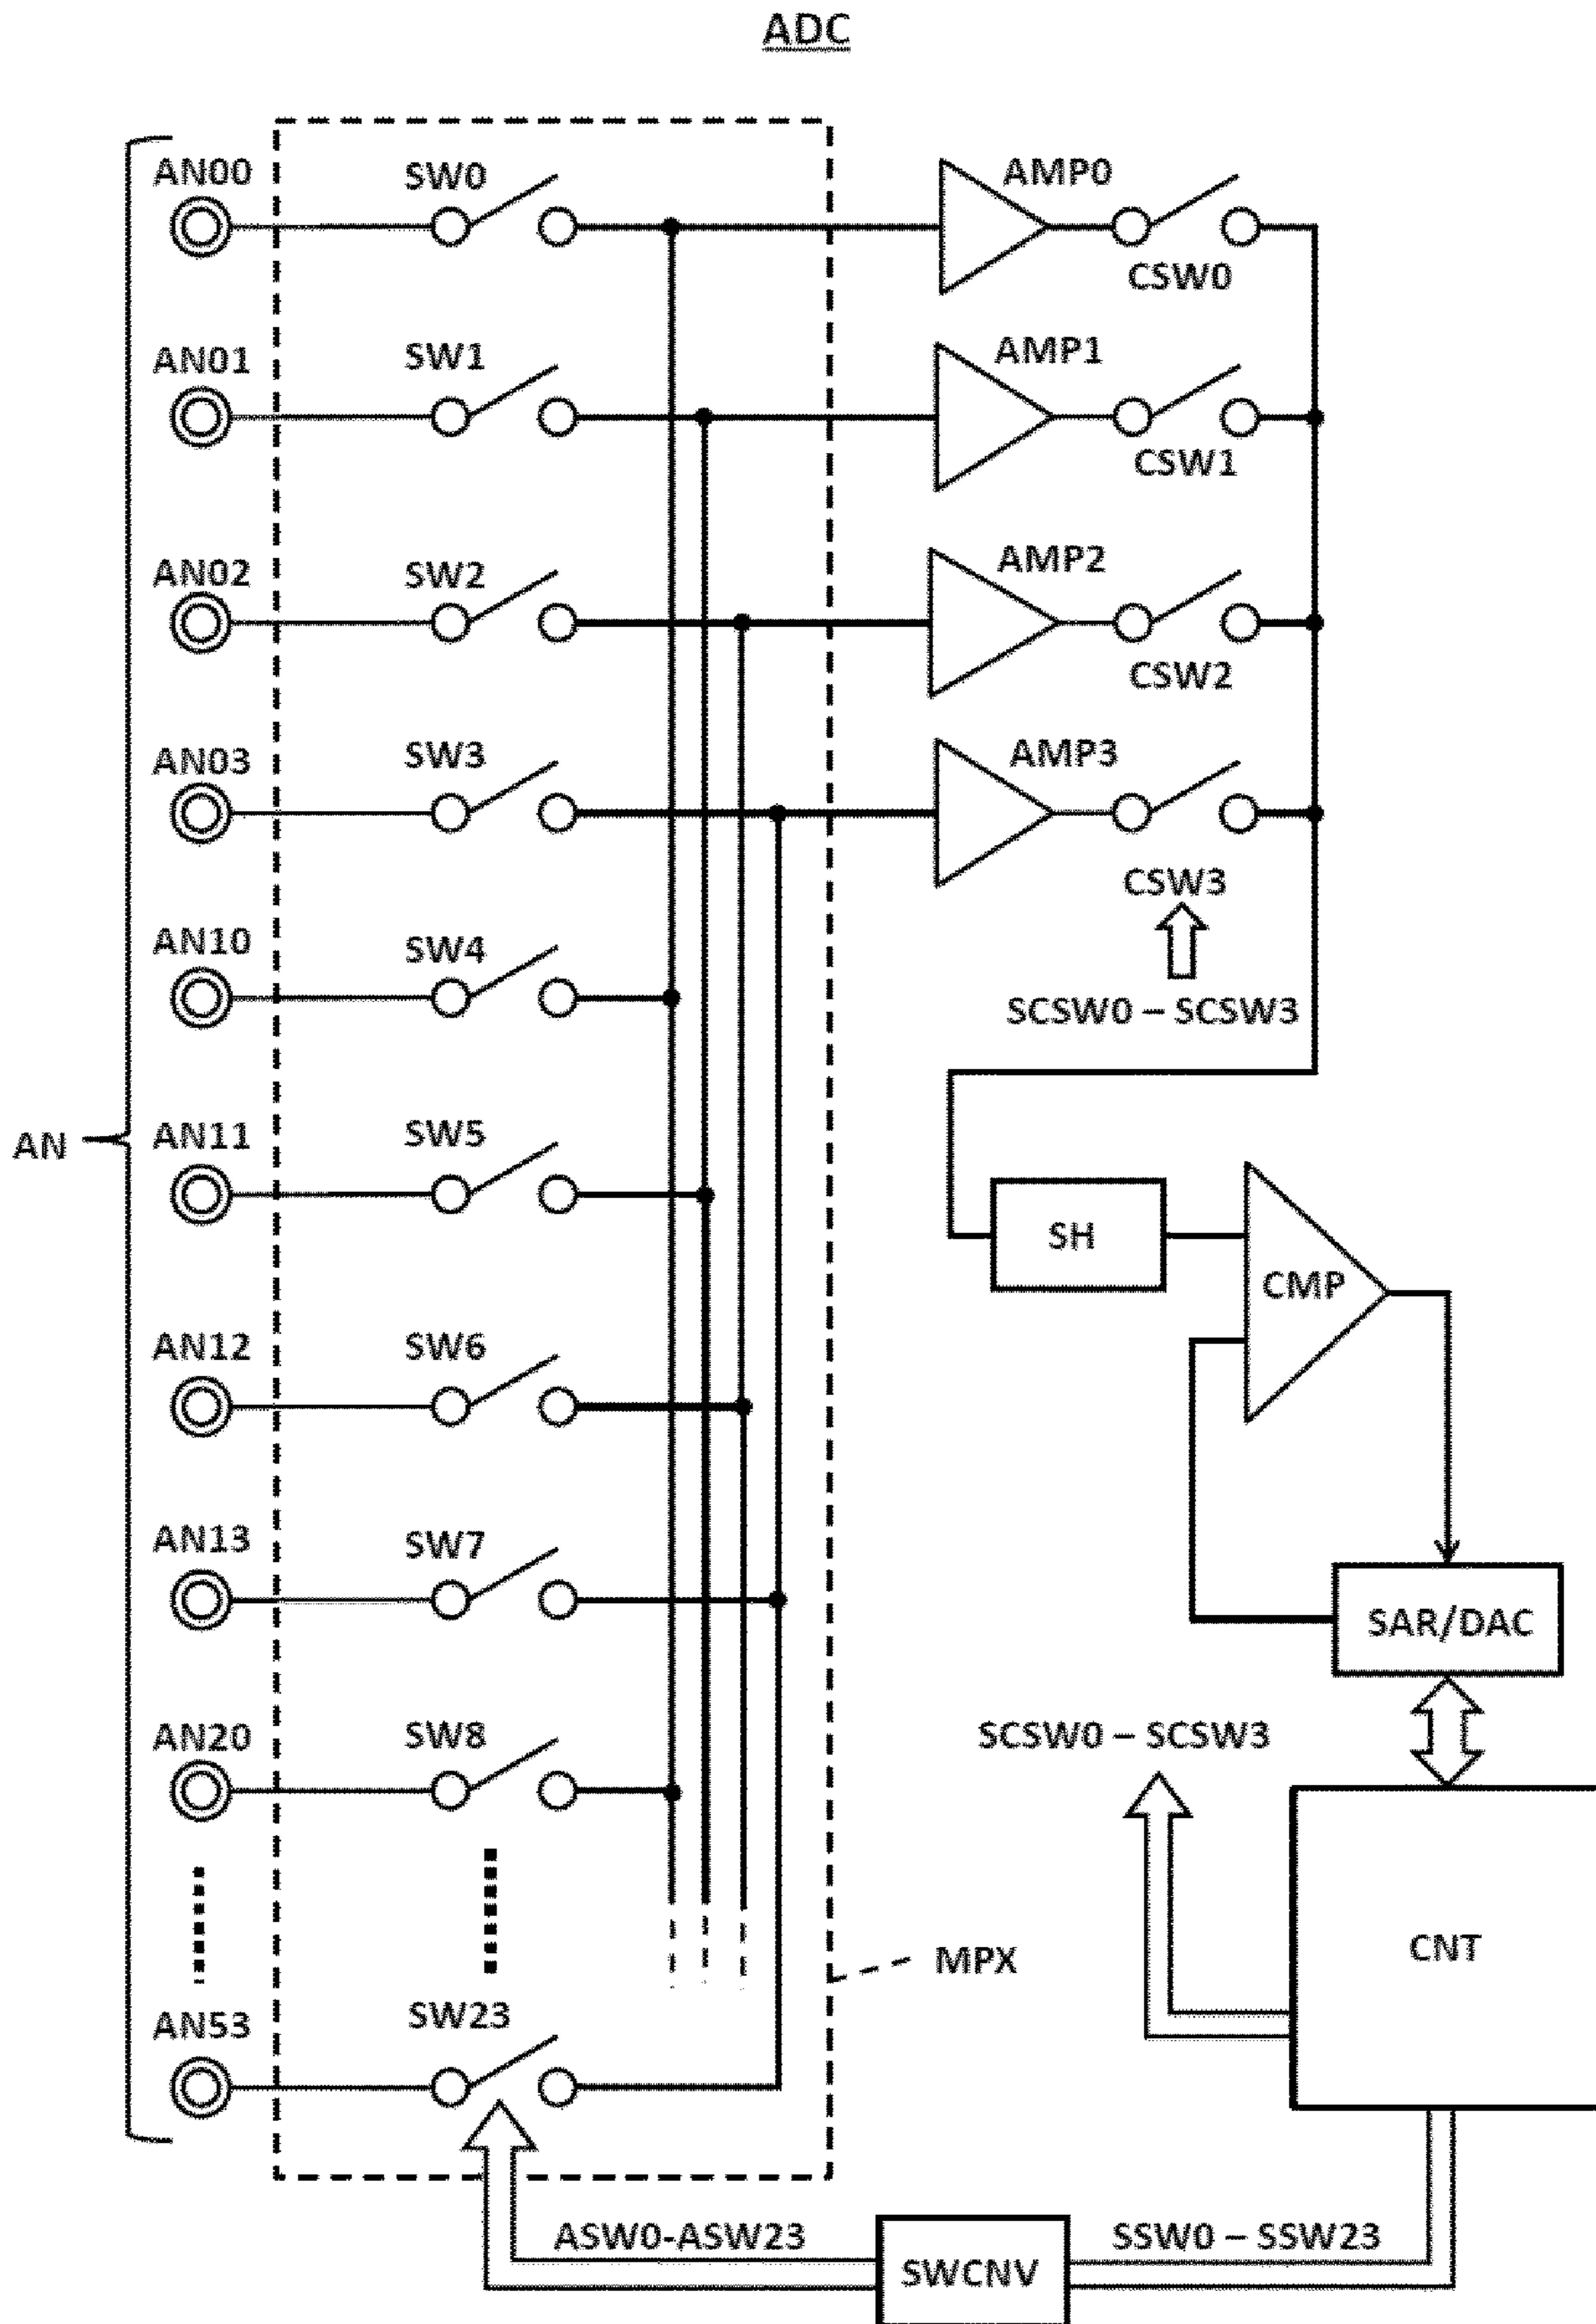 ADC
AN00
SW0
AMP0
CSW0
AN01
SW1
AMP1
CSW1
AN02
SW2
AMP2
CSW2
AN03
SW3
AMP3
CSW3
AN10
SW4
SCSW0 – SCSW3
AN
AN11
SW5
SH
CMP
AN12
SW6
AN13
SW7
SAR/DAC
AN20
SW8
SCSW0 – SCSW3
CNT
MPX
AN53
SW23
ASW0-ASW23
SWCNV
SSW0 – SSW23